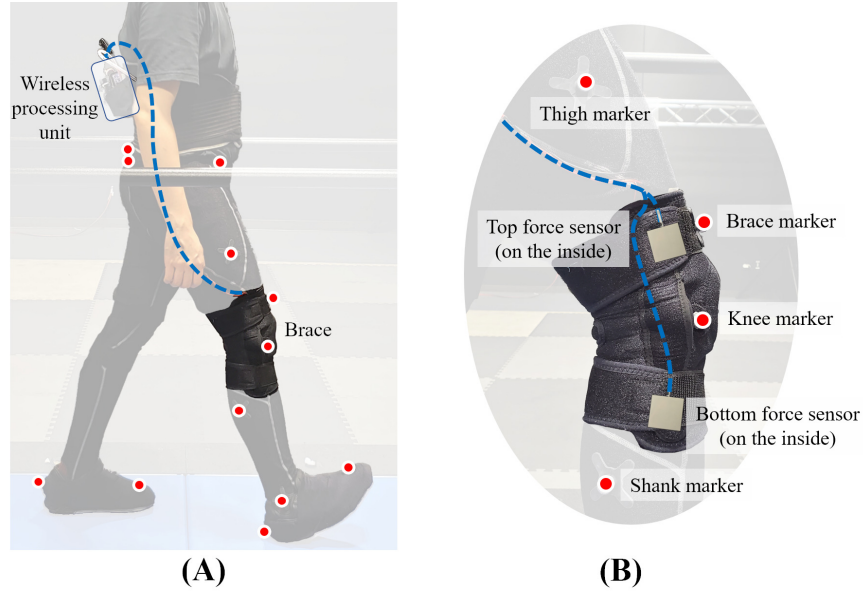 Wireless
processing
unit
Brace
(A)
Thigh marker
Top force sensor
(on the inside)
Brace marker
Knee marker
Bottom force sensor
(on the inside)
Shank marker
(B)